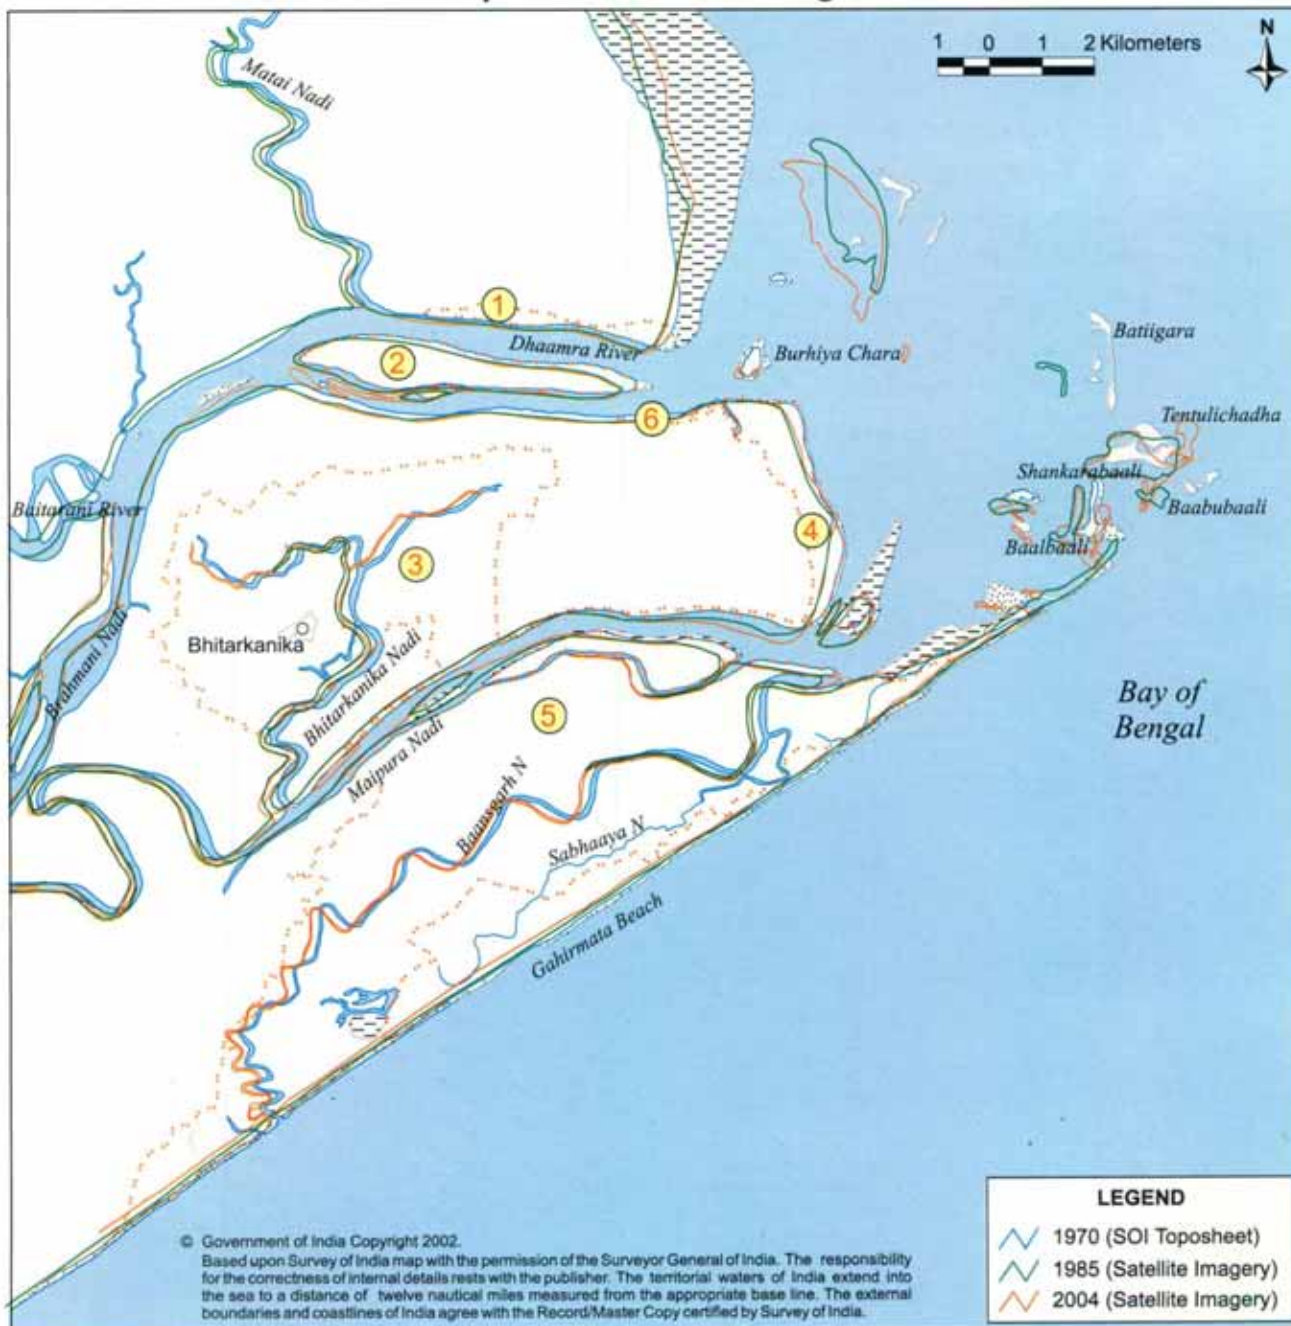 1 0 1 2 Kilometers
N
Matai Nadi
1
Dhaamra River
2
Burhiya Chara
Batiigara
6
Tentulichadha
Shankarabaali
Baitarani River
Baabubaali
4
Baalbaali
3
Bhitarkanika
Brahmani Nadi
Bhitarkanika Nadi
Maipura Nadi
5
Bay of
Bengal
Baansgarh N
Sabhaaya N
Gahirmata Beach
LEGEND
1970 (SOI Toposheet)
1985 (Satellite Imagery)
2004 (Satellite Imagery)
© Government of India Copyright 2002.
Based upon Survey of India map with the permission of the Surveyor General of India. The responsibility
for the correctness of internal details rests with the publisher. The territorial waters of India extend into
the sea to a distance of twelve nautical miles measured from the appropriate base line. The external
boundaries and coastlines of India agree with the Record/Master Copy certified by Survey of India.